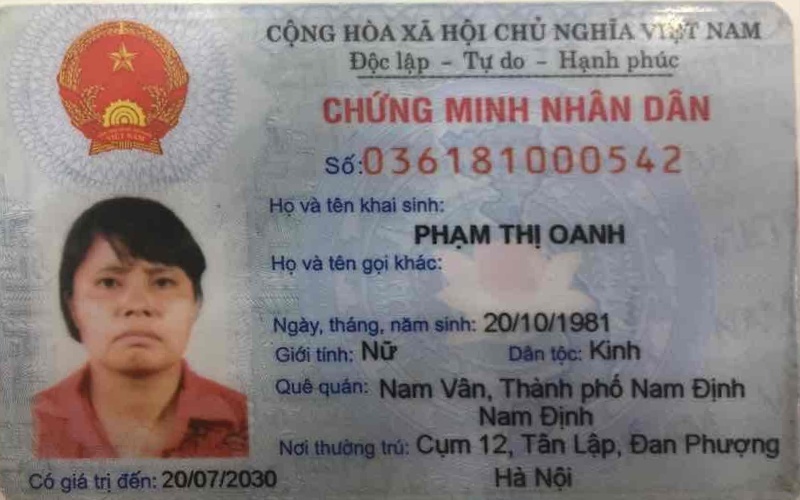 CỘNG HÒA XÃ HỘI CHỦ NGHĨA VIỆT NAM
Độc lập - Tự do - Hạnh phúc
CHỨNG MINH NHÂN DÂN
Số:036181000542
Họ và tên khai sinh:
PHẠM THỊ OANH
Họ và tên gọi khác:
Ngày, tháng, năm sinh: 20/10/1981
Giới tính: Nữ Dân tộc: Kinh
Quê quán: Nam Vân, Thành phố Nam Định
Nam Định
Nơi thường trú: Cụm 12, Tân Lập, Đan Phượng
Hà Nội
Có giá trị đến: 20/07/2030